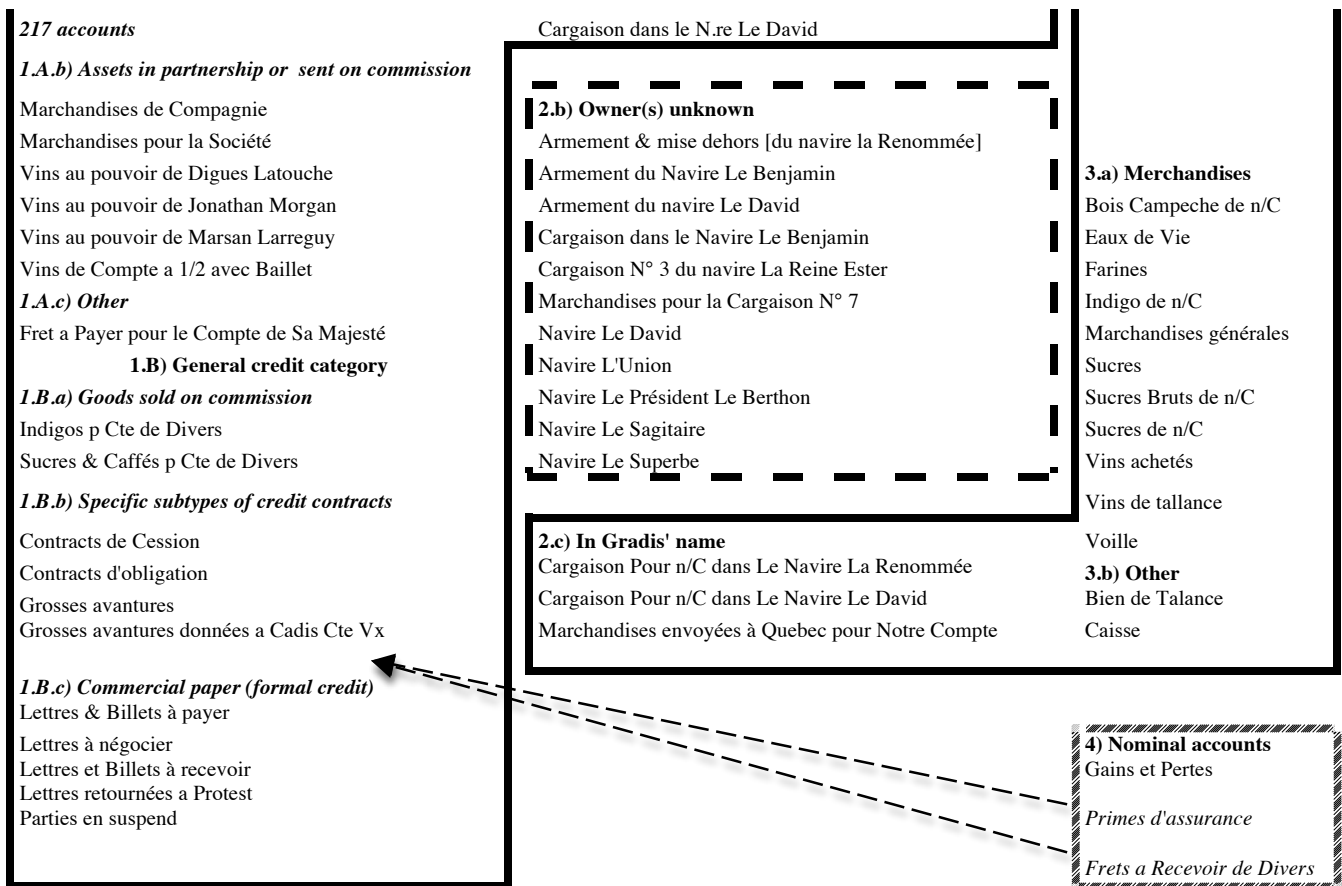 217 accounts
1.A.b) Assets in partnership or sent on commission
Marchandises de Compagnie
Marchandises pour la Société
Vins au pouvoir de Digues Latouche
Vins au pouvoir de Jonathan Morgan
Vins au pouvoir de Marsan Larreguy
Vins de Compte a 1/2 avec Baillet
1.A.c) Other
Fret a Payer pour le Compte de Sa Majesté
1.B) General credit category
1.B.a) Goods sold on commission
Indigos p Cte de Divers
Sucres & Caffés p Cte de Divers
1.B.b) Specific subtypes of credit contracts
Contracts de Cession
Contracts d'obligation
Grosses avantures
Grosses avantures données a Cadis Cte Vx
1.B.c) Commercial paper (formal credit)
Lettres & Billets à payer
Lettres à négocier
Lettres et Billets à recevoir
Lettres retournées a Protest
Parties en suspend
Cargaison dans le N.re Le David
2.b) Owner(s) unknown
Armement & mise dehors [du navire la Renommée]
Armement du Navire Le Benjamin
Armement du navire Le David
Cargaison dans le Navire Le Benjamin
Cargaison N° 3 du navire La Reine Ester
Marchandises pour la Cargaison N° 7
Navire Le David
Navire L'Union
Navire Le Président Le Berthon
Navire Le Sagitaire
Navire Le Superbe
2.c) In Gradis' name
Cargaison Pour n/C dans Le Navire La Renommée
Cargaison Pour n/C dans Le Navire Le David
Marchandises envoyées à Quebec pour Notre Compte
3.a) Merchandises
Bois Campeche de n/C
Eaux de Vie
Farines
Indigo de n/C
Marchandises générales
Sucres
Sucres Bruts de n/C
Sucres de n/C
Vins achetés
Vins de tallance
Voille
3.b) Other
Bien de Talance
Caisse
4) Nominal accounts
Gains et Pertes
Primes d'assurance
Frets a Recevoir de Divers